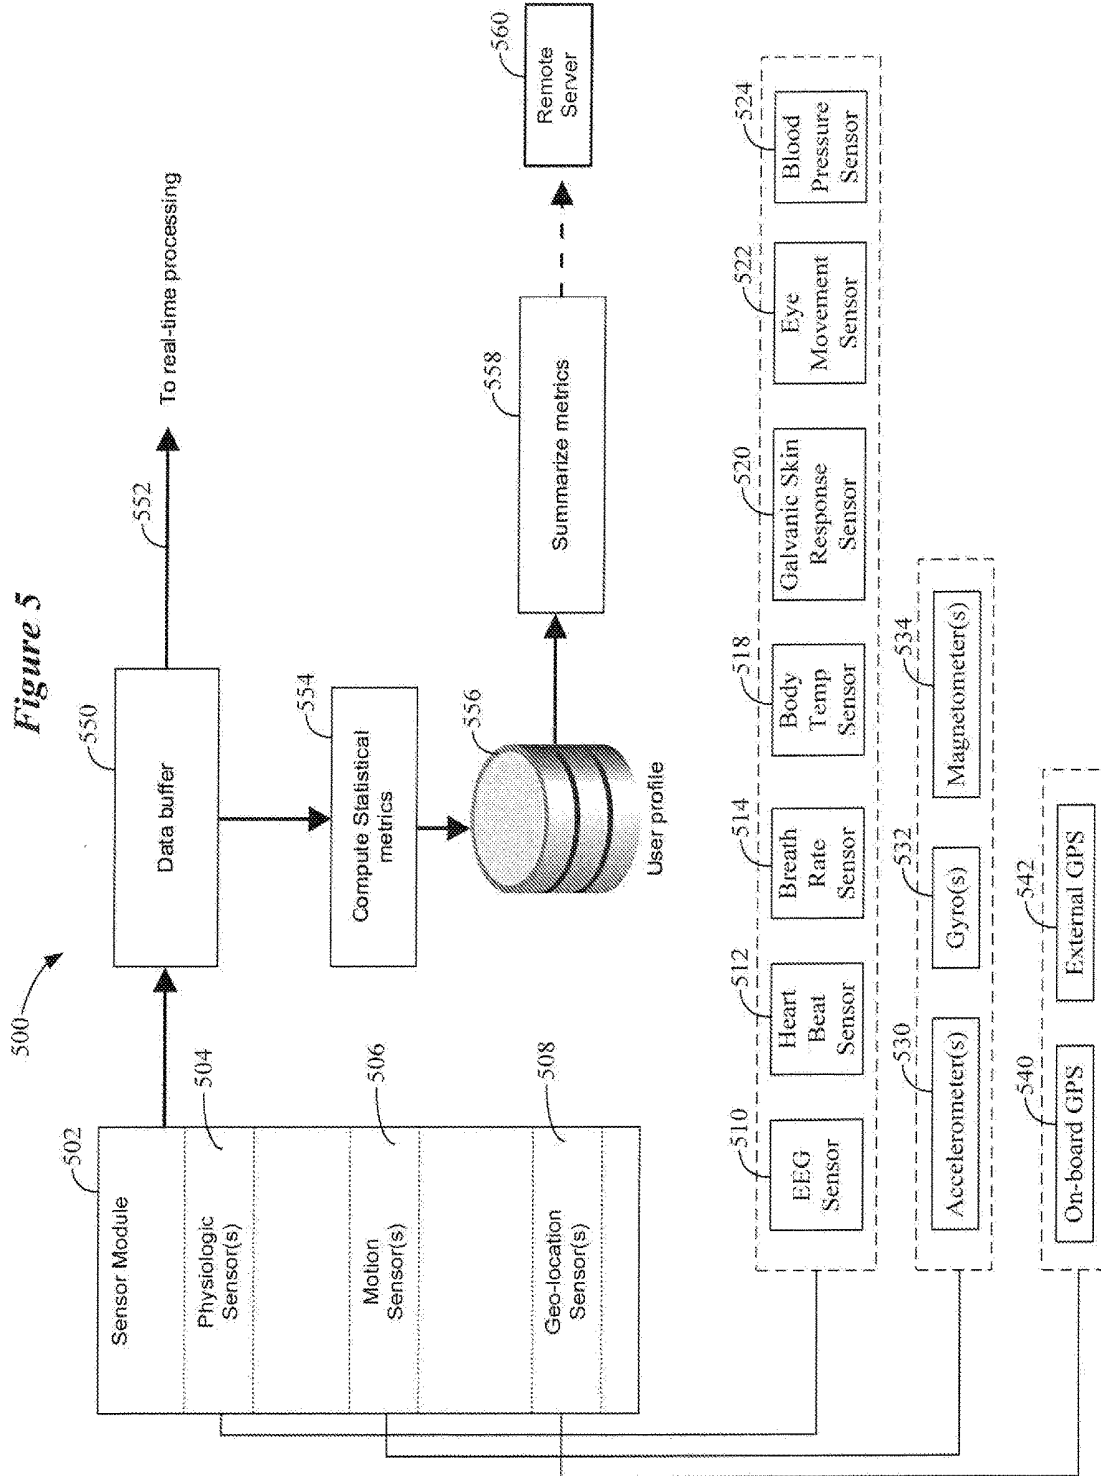 Figure 5
500
502
Sensor Module
504
Physiologic
Sensor(s)
506
Motion
Sensor(s)
508
Geo-location
Sensor(s)
550
Data buffer
552
To real-time processing
554
Compute Statistical
metrics
556
User profile
558
Summarize metrics
560
Remote
Server
510
EEG
Sensor
512
Heart
Beat
Sensor
514
Breath
Rate
Sensor
518
Body
Temp
Sensor
520
Galvanic Skin
Response
Sensor
522
Eye
Movement
Sensor
524
Blood
Pressure
Sensor
530
Accelerometer(s)
532
Gyro(s)
534
Magnetometer(s)
540
On-board GPS
542
External GPS